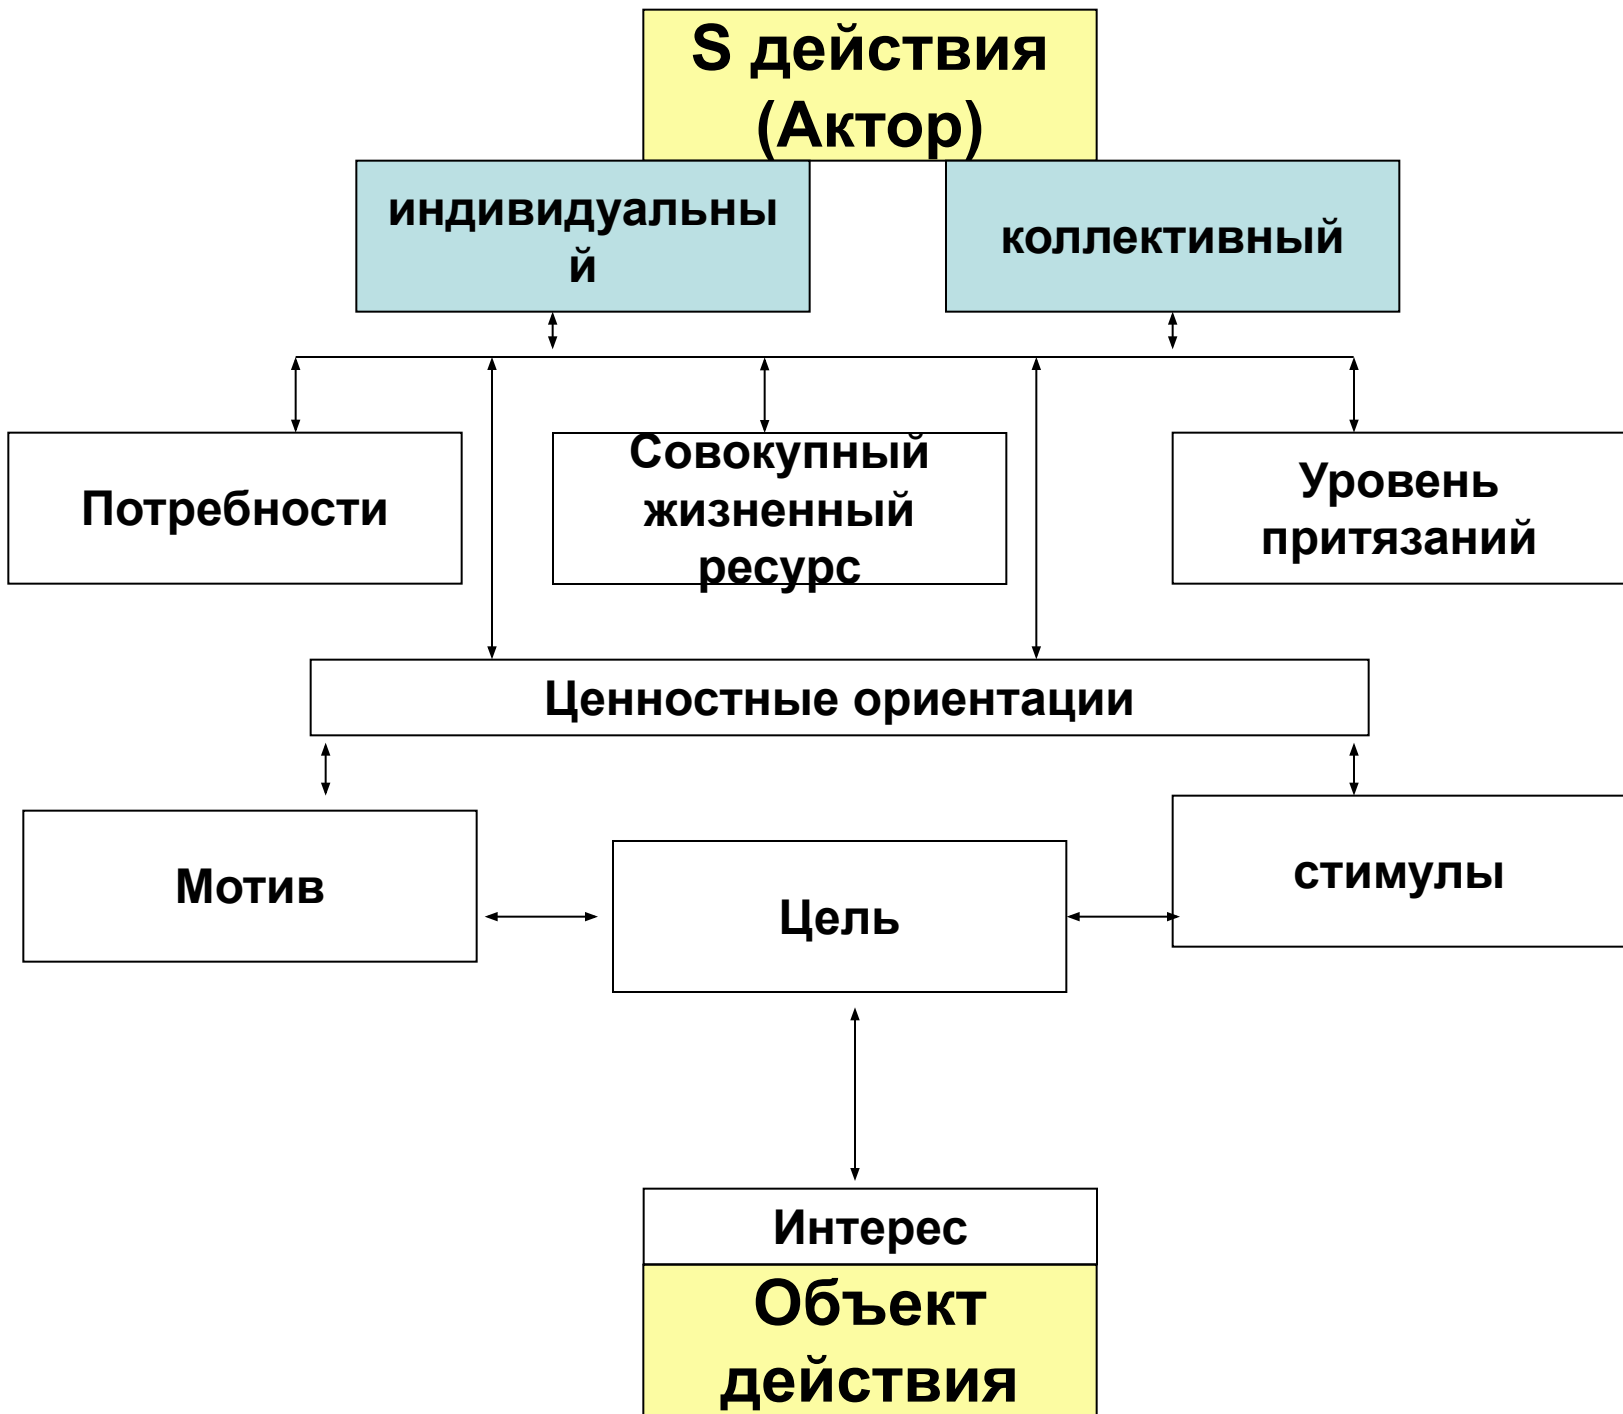 S действия
(Актор)
индивидуальны
й
коллективный
Потребности
Совокупный
жизненный
ресурс
Уровень
притязаний
Ценностные ориентации
Мотив
Цель
стимулы
Интерес
Объект
действия